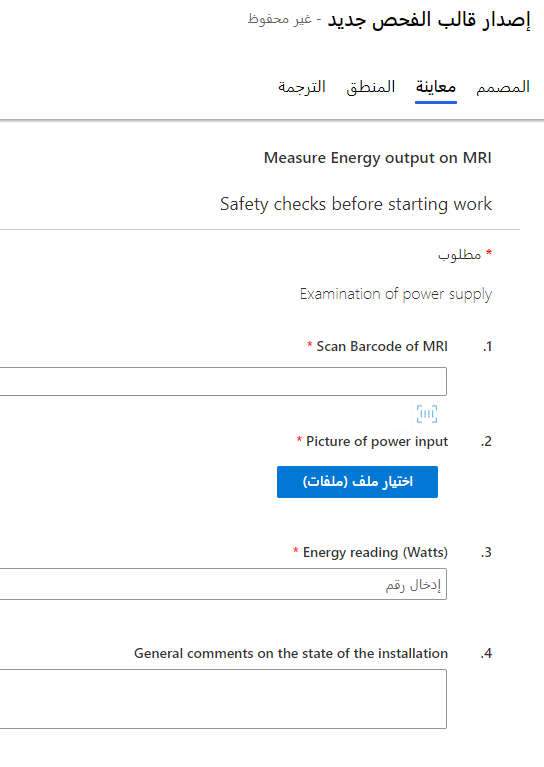 إصدار قالب الفحص جديد - غير محفوظ
المصمم معاينة المنطق الترجمة
Measure Energy output on MRI
Safety checks before starting work
* مطلوب
Examination of power supply
.1 Scan Barcode of MRI *
.2 Picture of power input *
اختيار ملف (ملفات)
.3 Energy reading (Watts) *
إدخال رقم
.4 General comments on the state of the installation